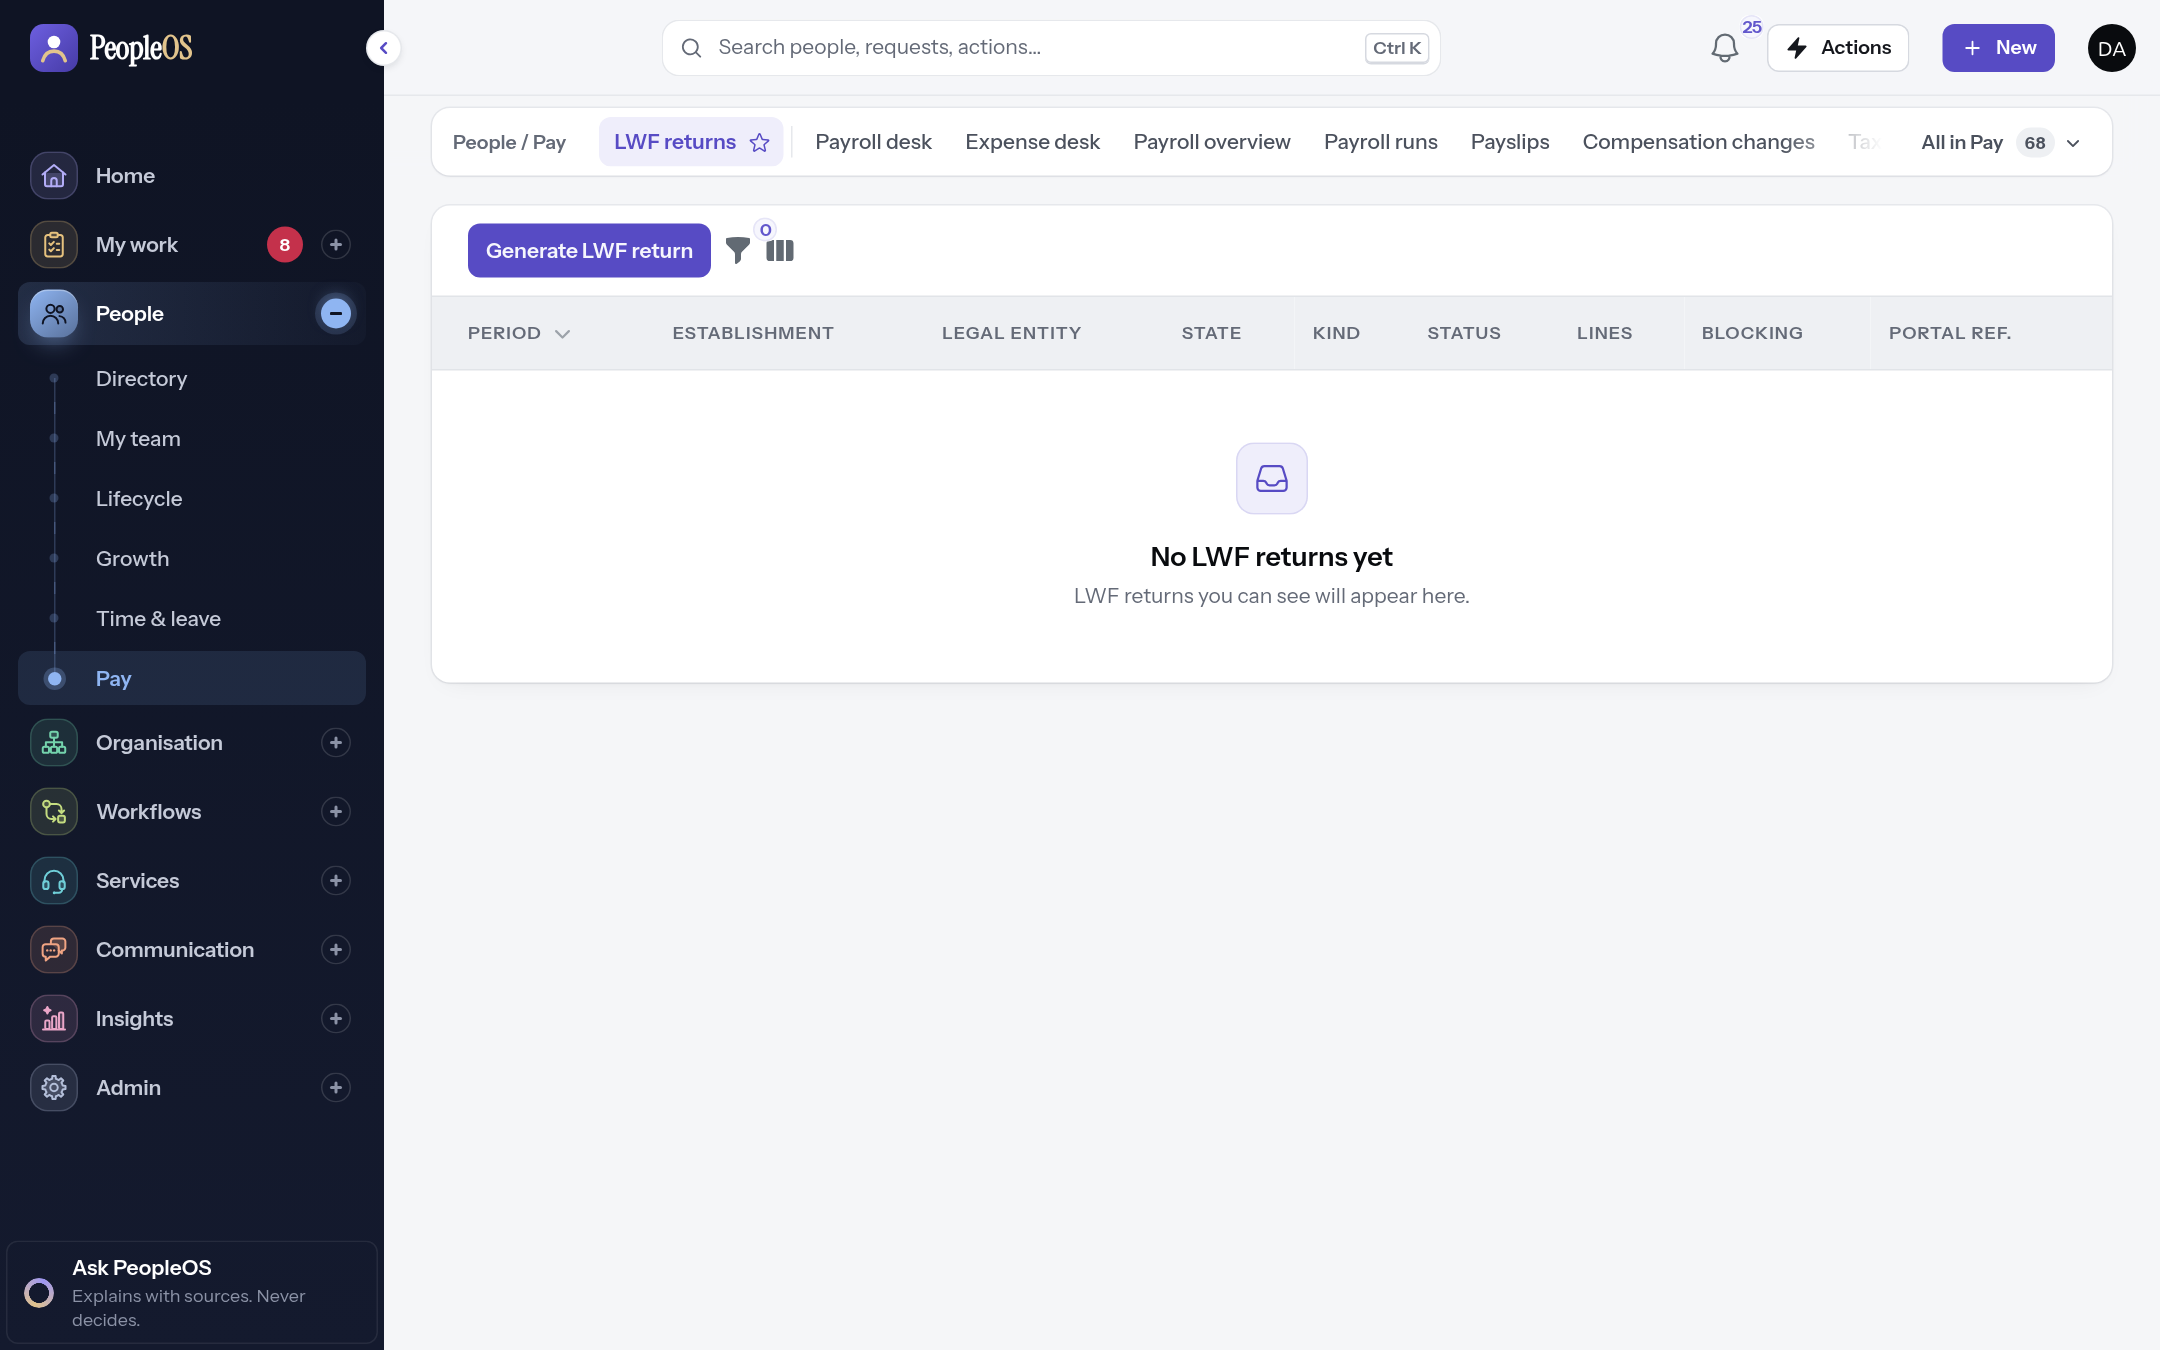 PeopleOS
Search people, requests, actions...
Ctrl K
25
Actions
New
DA
Home
My work
8
People
Directory
My team
Lifecycle
Growth
Time & leave
Pay
Organisation
Workflows
Services
Communication
Insights
Admin
Ask PeopleOS
Explains with sources. Never
decides.
People / Pay
LWF returns
Payroll desk
Expense desk
Payroll overview
Payroll runs
Payslips
Compensation changes
Tax
All in Pay
68
Generate LWF return
0
PERIOD
ESTABLISHMENT
LEGAL ENTITY
STATE
KIND
STATUS
LINES
BLOCKING
PORTAL REF.
No LWF returns yet
LWF returns you can see will appear here.